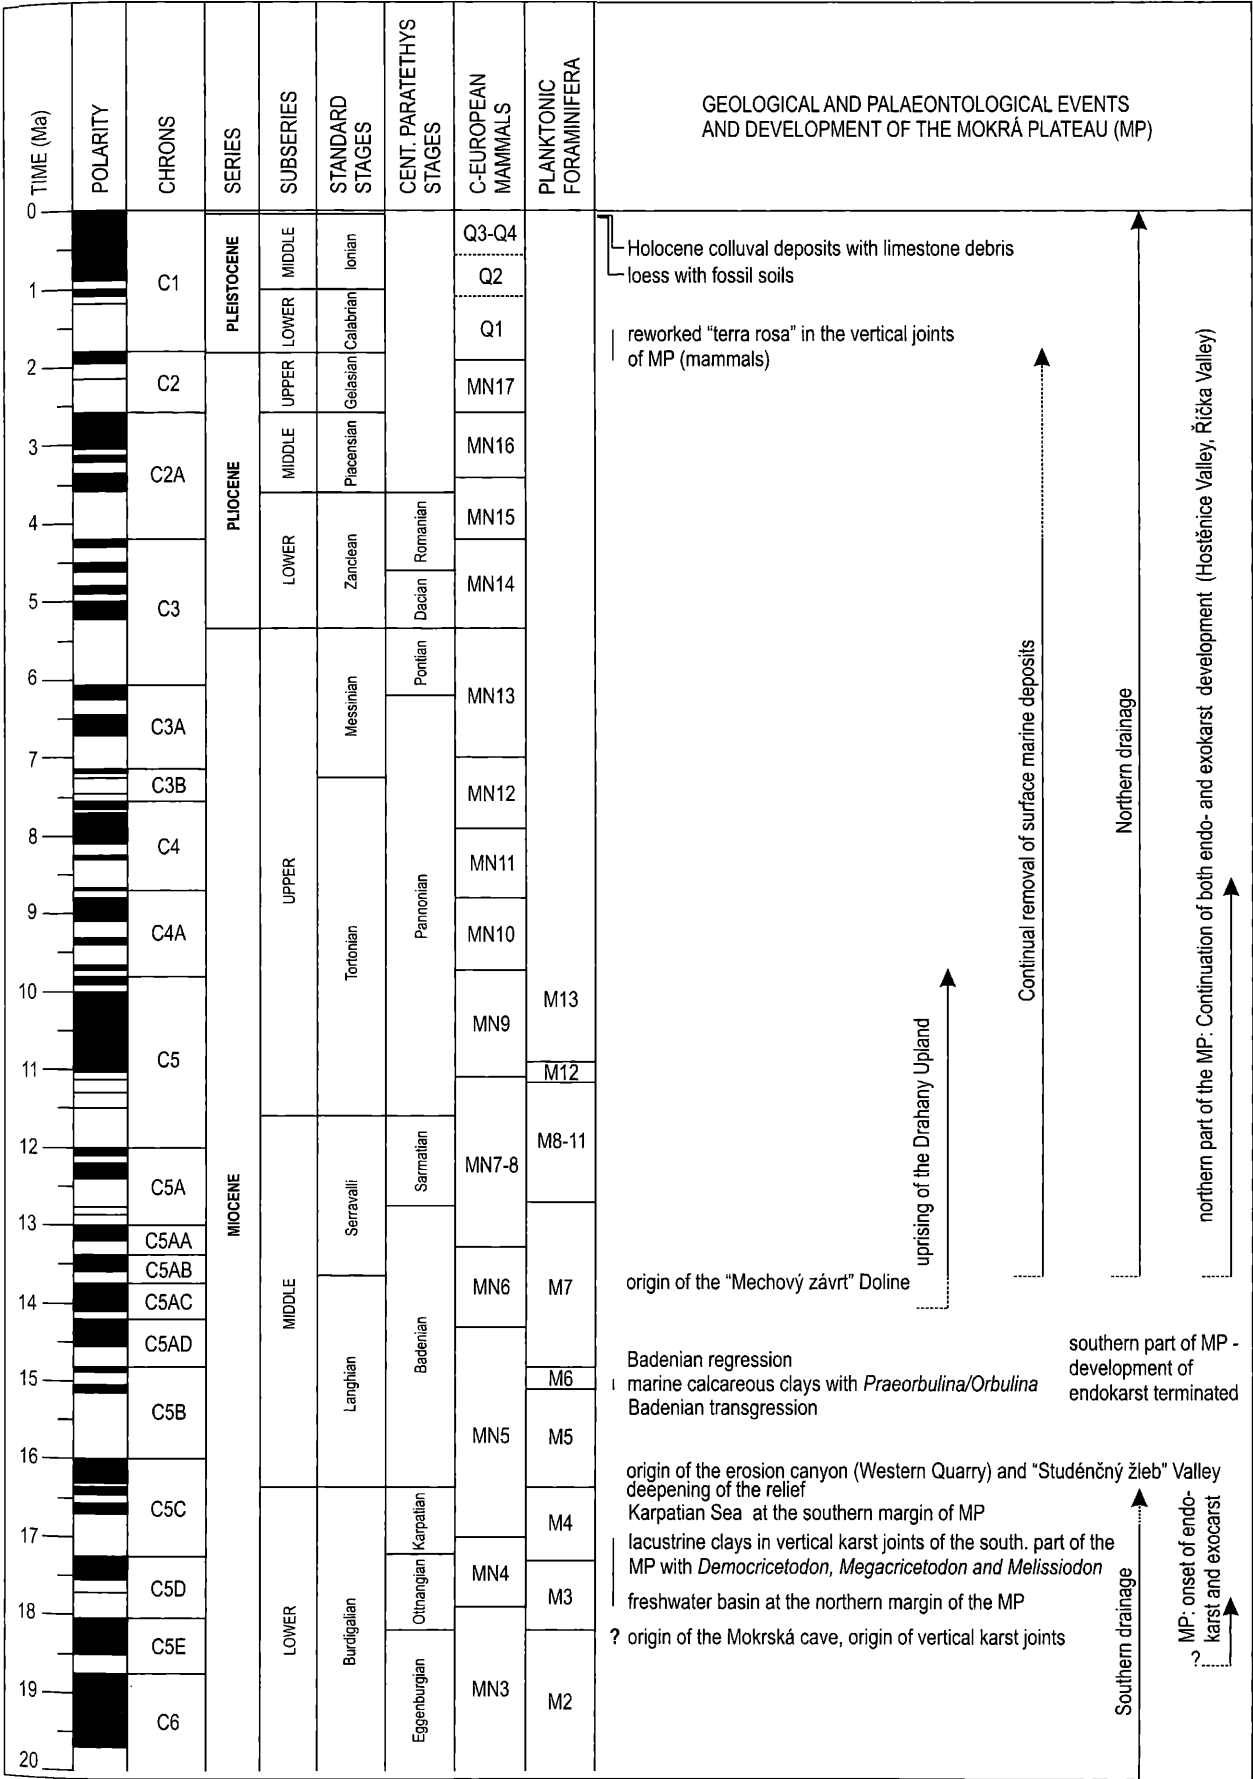 TIME (Ma)
POLARITY
CHRONS
SERIES
SUBSERIES
STANDARD
STAGES
CENT. PARATETHYS
STAGES
C-EUROPEAN
MAMMALS
PLANKTONIC
FORAMINIFERA
GEOLOGICAL AND PALAEONTOLOGICAL EVENTS
AND DEVELOPMENT OF THE MOKRÁ PLATEAU (MP)
0
1
2
3
4
5
6
7
8
9
10
11
12
13
14
15
16
17
18
19
20
C1
C2
C2A
C3
C3A
C3B
C4
C4A
C5
C5A
C5AA
C5AB
C5AC
C5AD
C5B
C5C
C5D
C5E
C6
PLEISTOCENE
PLIOCENE
MIOCENE
MIDDLE
LOWER
UPPER
MIDDLE
LOWER
UPPER
MIDDLE
LOWER
Ionian
Calabrian
Gelasian
Piacensian
Zanclean
Messinian
Tortonian
Serravalli
Langhian
Burdigalian
Romanian
Dacian
Pontian
Pannonian
Sarmatian
Badenian
Karpatian
Ottnangian
Eggenburgian
Q3-Q4
Q2
Q1
MN17
MN16
MN15
MN14
MN13
MN12
MN11
MN10
MN9
MN7-8
MN6
MN5
MN4
MN3
M13
M12
M8-11
M7
M6
M5
M4
M3
M2
Holocene colluval deposits with limestone debris
loess with fossil soils
reworked "terra rosa" in the vertical joints
of MP (mammals)
origin of the "Mechový závrt" Doline
Badenian regression
marine calcareous clays with Praeorbulina/Orbulina
Badenian transgression
origin of the erosion canyon (Western Quarry) and "Studénčný žleb" Valley
deepening of the relief
Karpatian Sea at the southern margin of MP
lacustrine clays in vertical karst joints of the south. part of the
MP with Democricetodon, Megacricetodon and Melissiodon
freshwater basin at the northern margin of the MP
? origin of the Mokrská cave, origin of vertical karst joints
uprising of the Drahany Upland
Continual removal of surface marine deposits
Northern drainage
northern part of the MP: Continuation of both endo- and exokarst development (Hostěnice Valley, Říčka Valley)
southern part of MP -
development of
endokarst terminated
Southern drainage
MP: onset of endo-
karst and exocarst
?